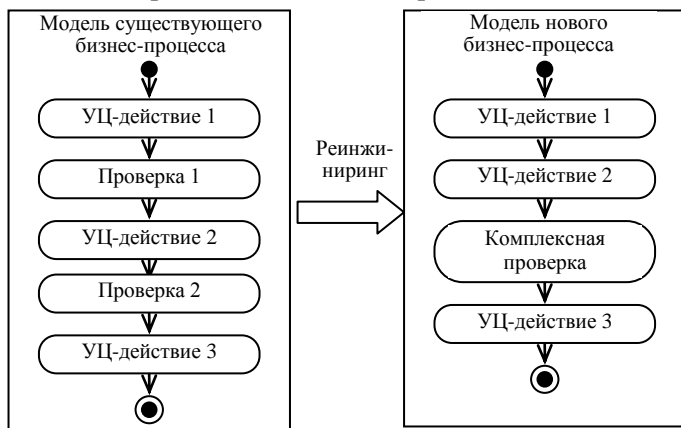 Модель существующего
бизнес-процесса
УЦ-действие 1
Проверка 1
УЦ-действие 2
Проверка 2
УЦ-действие 3
Реинжи-
ниринг
Модель нового
бизнес-процесса
УЦ-действие 1
УЦ-действие 2
Комплексная
проверка
УЦ-действие 3